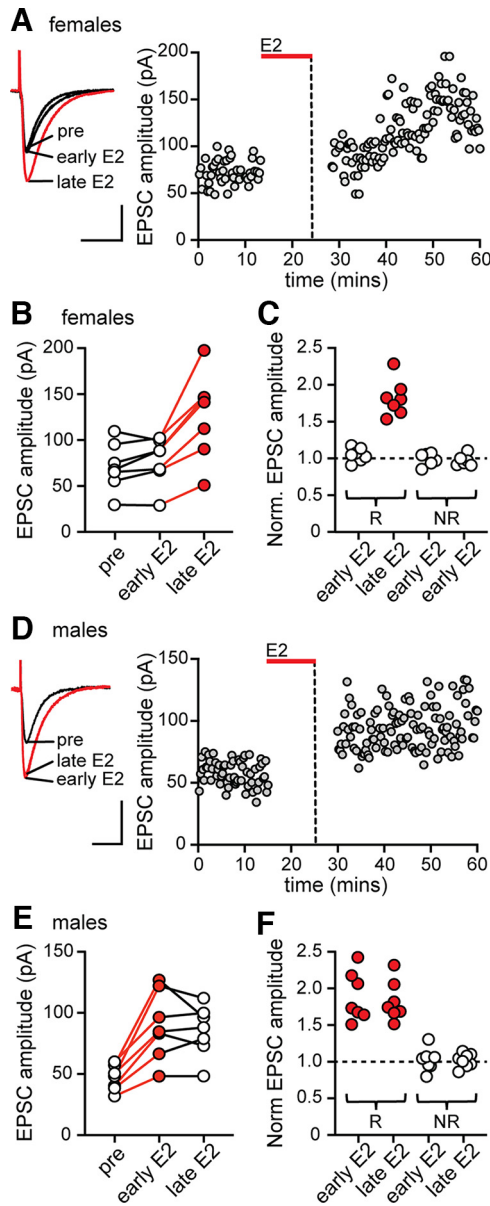 A females
pre
early E2
late E2
EPSC amplitude (pA)
200
150
100
50
0
E2
0 10 20 30 40 50 60
time (mins)
B females
EPSC amplitude (pA)
200
150
100
50
0
pre early E2 late E2
C
Norm. EPSC amplitude
2.5
2.0
1.5
1.0
0.5
0
R NR
early E2 late E2 early E2 early E2
D males
pre
late E2
early E2
EPSC amplitude (pA)
150
100
50
0
E2
0 10 20 30 40 50 60
time (mins)
E males
EPSC amplitude (pA)
150
100
50
0
pre early E2 late E2
F
Norm EPSC amplitude
2.5
2.0
1.5
1.0
0.5
0
R NR
early E2 late E2 early E2 late E2